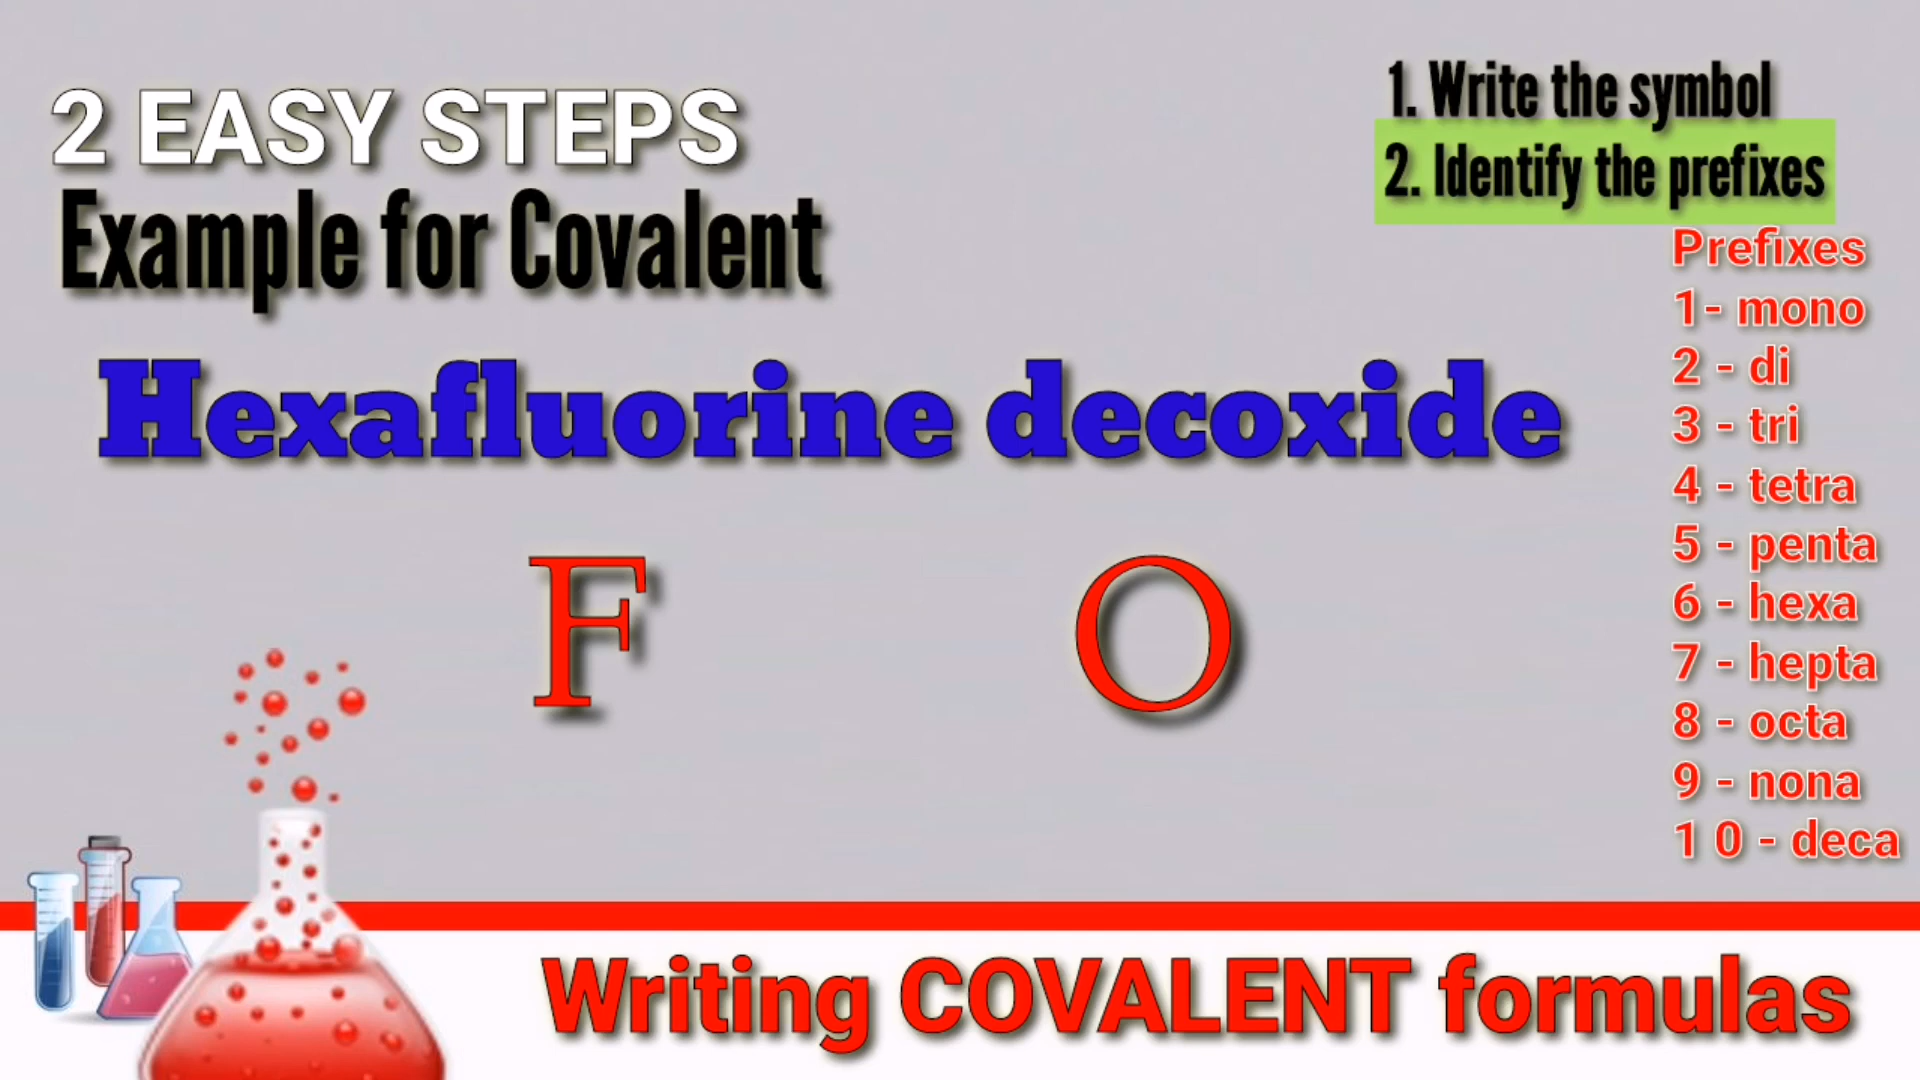 2 EASY STEPS
Example for Covalent
1. Write the symbol
2. Identify the prefixes
Hexafluorine decoxide
F O
Prefixes
1- mono
2 - di
3 - tri
4 - tetra
5 - penta
6 - hexa
7 - hepta
8 - octa
9 - nona
1 0 - deca
Writing COVALENT formulas